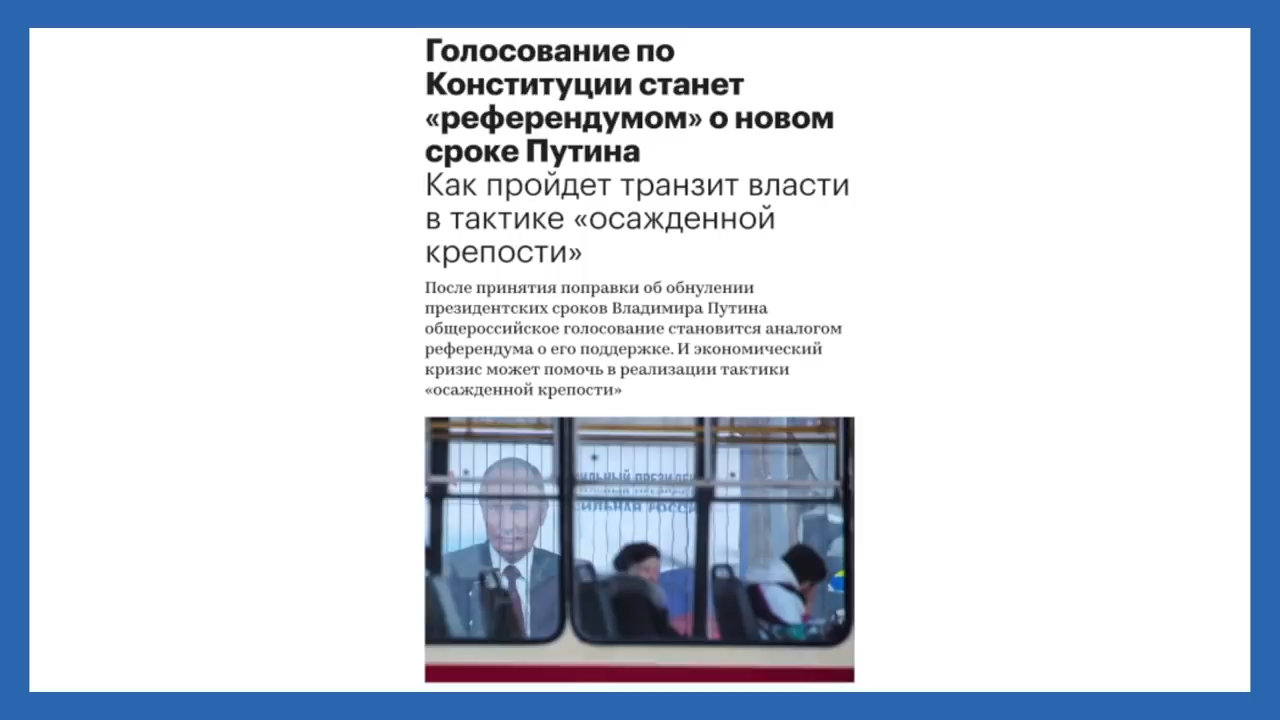 Голосование по
Конституции станет
«референдумом» о новом
сроке Путина
Как пройдет транзит власти
в тактике «осажденной
крепости»
После принятия поправки об обнулении
президентских сроков Владимира Путина
общероссийское голосование становится аналогом
референдума о его поддержке. И экономический
кризис может помочь в реализации тактики
«осажденной крепости»
СИЛЬНАЯ РОССИ